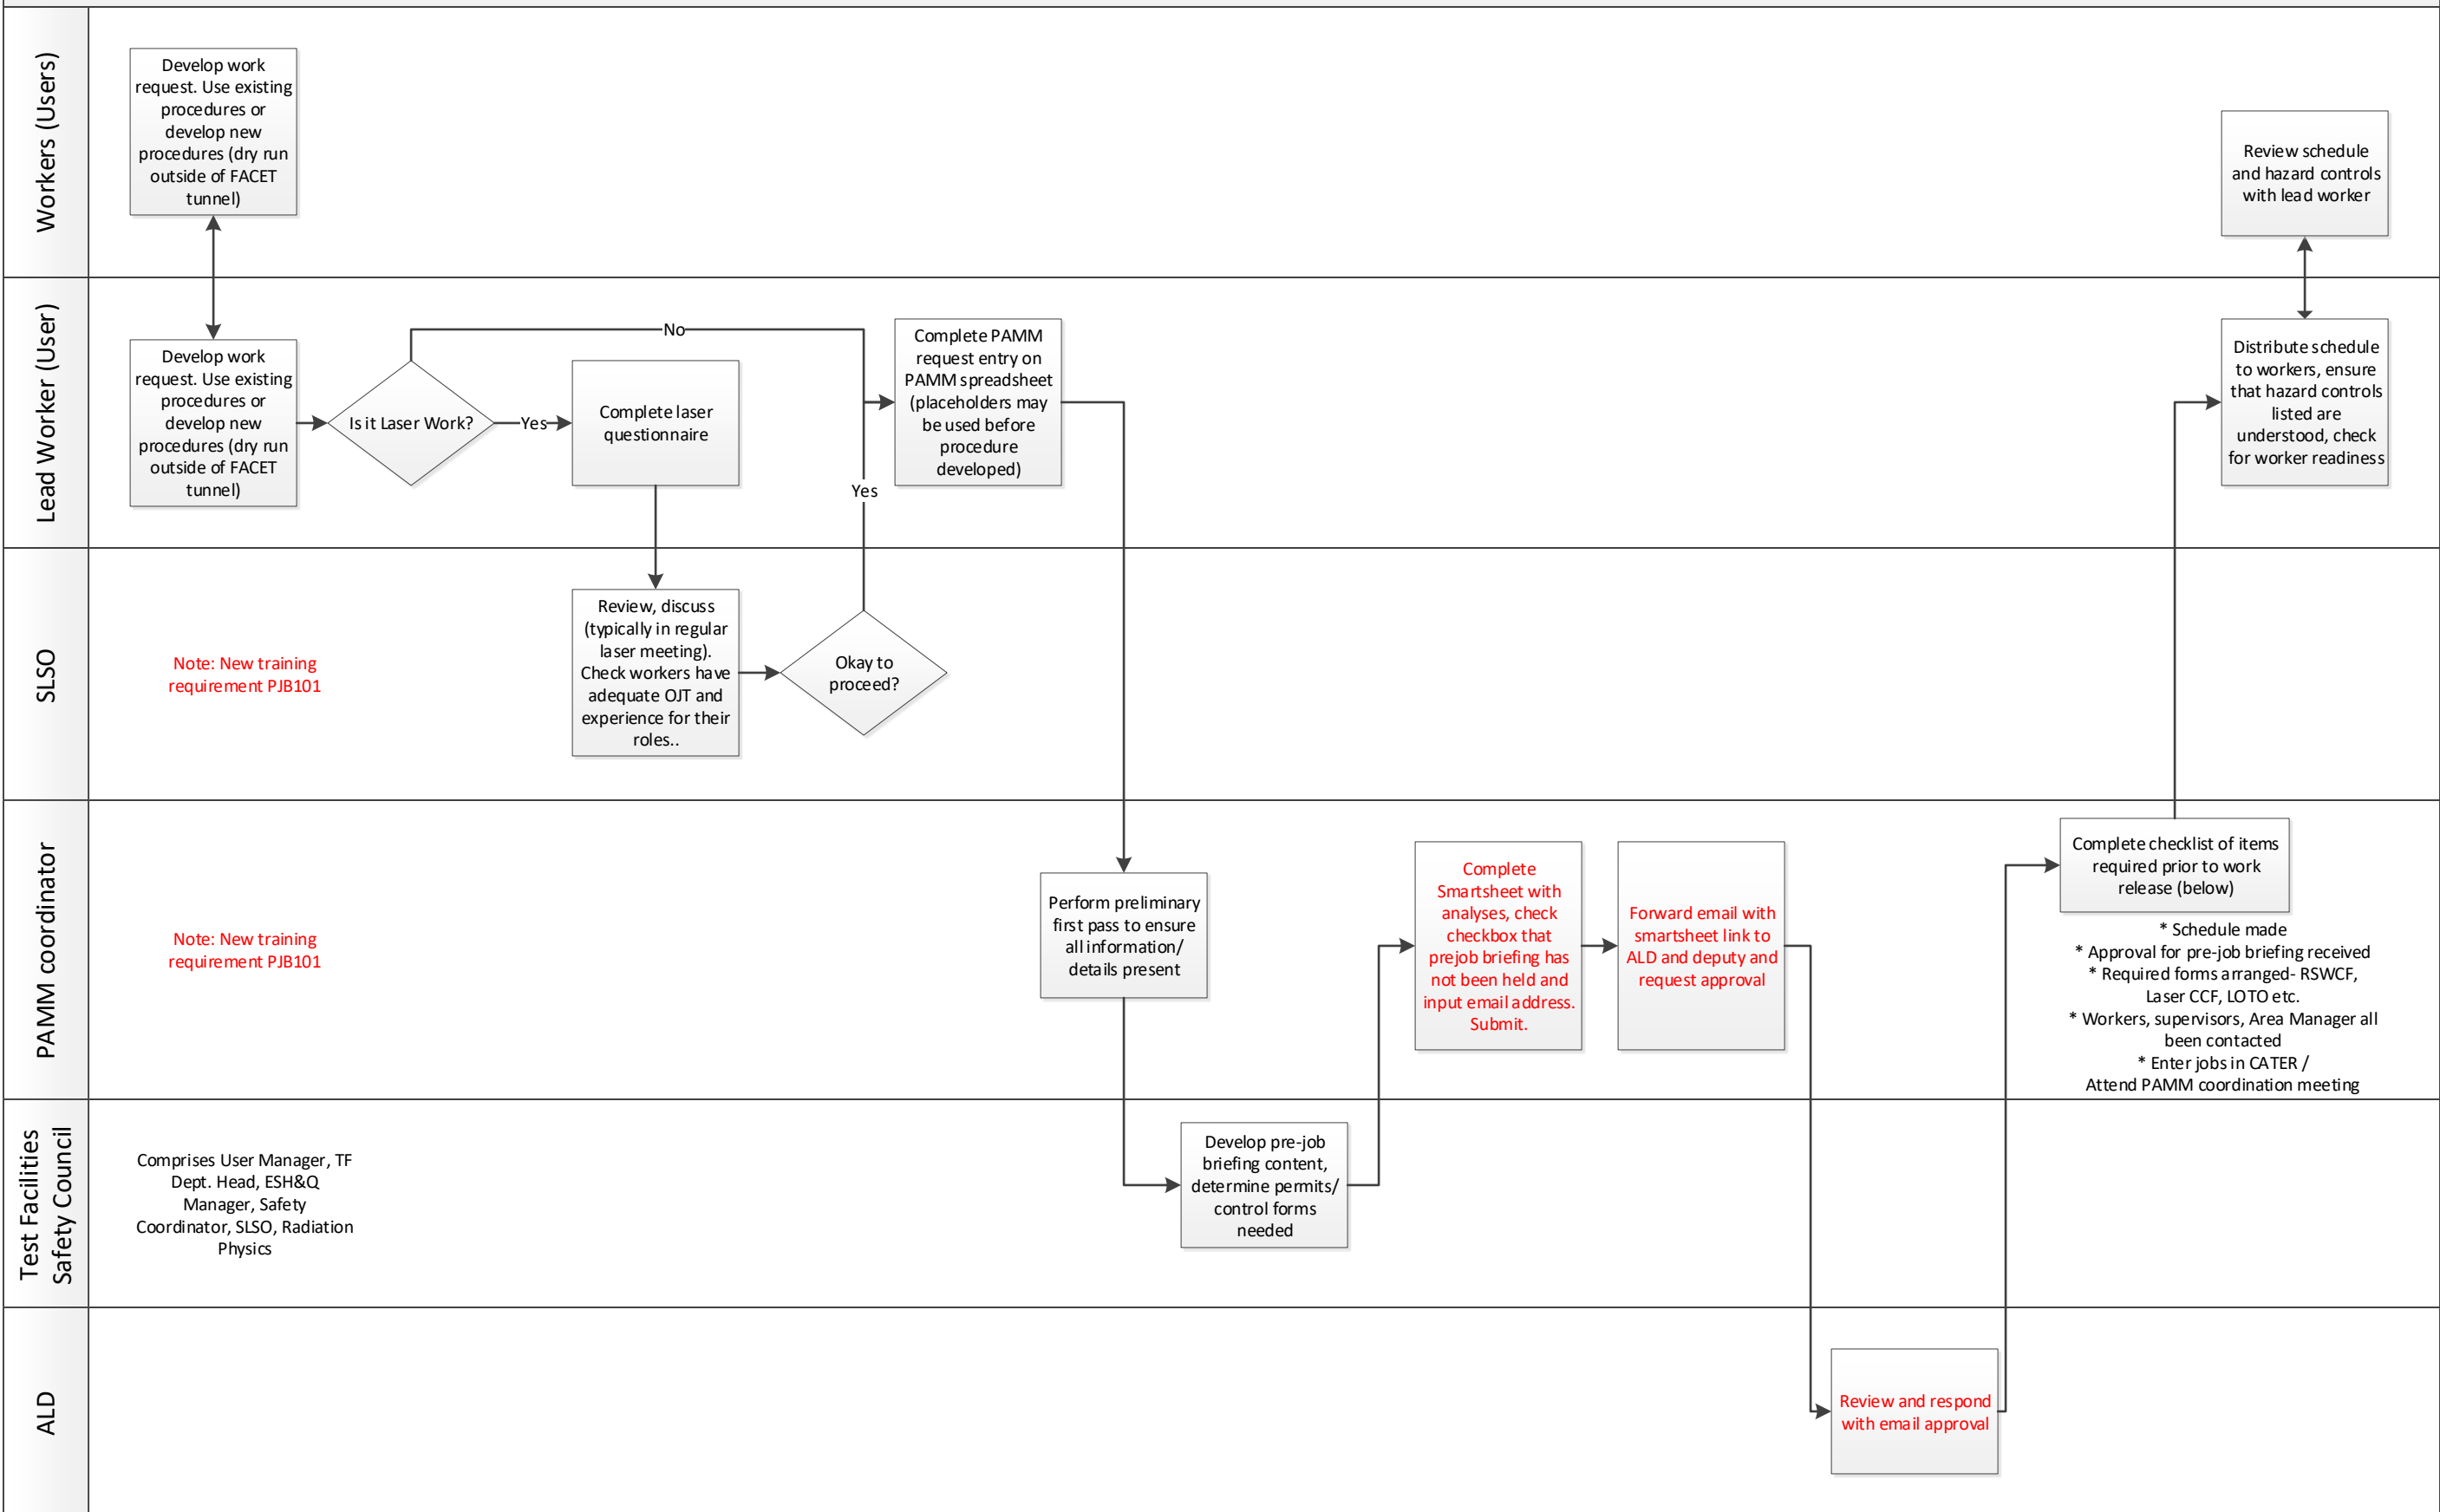 Workers (Users)
Develop work
request. Use existing
procedures or
develop new
procedures (dry run
outside of FACET
tunnel)
Review schedule
and hazard controls
with lead worker
Lead Worker (User)
Develop work
request. Use existing
procedures or
develop new
procedures (dry run
outside of FACET
tunnel)
Is it Laser Work?
No
Yes
Complete laser
questionnaire
Yes
Complete PAMM
request entry on
PAMM spreadsheet
(placeholders may
be used before
procedure
developed)
Distribute schedule
to workers, ensure
that hazard controls
listed are
understood, check
for worker readiness
SLSO
Note: New training
requirement PJB101
Review, discuss
(typically in regular
laser meeting).
Check workers have
adequate OJT and
experience for their
roles..
Okay to
proceed?
PAMM coordinator
Note: New training
requirement PJB101
Perform preliminary
first pass to ensure
all information/
details present
Complete
Smartsheet with
analyses, check
checkbox that
prejob briefing has
not been held and
input email address.
Submit.
Forward email with
smartsheet link to
ALD and deputy and
request approval
Complete checklist of items
required prior to work
release (below)
* Schedule made
* Approval for pre-job briefing received
* Required forms arranged- RSWCF,
Laser CCF, LOTO etc.
* Workers, supervisors, Area Manager all
been contacted
* Enter jobs in CATER /
Attend PAMM coordination meeting
Test Facilities
Safety Council
Comprises User Manager, TF
Dept. Head, ESH&Q
Manager, Safety
Coordinator, SLSO, Radiation
Physics
Develop pre-job
briefing content,
determine permits/
control forms
needed
ALD
Review and respond
with email approval